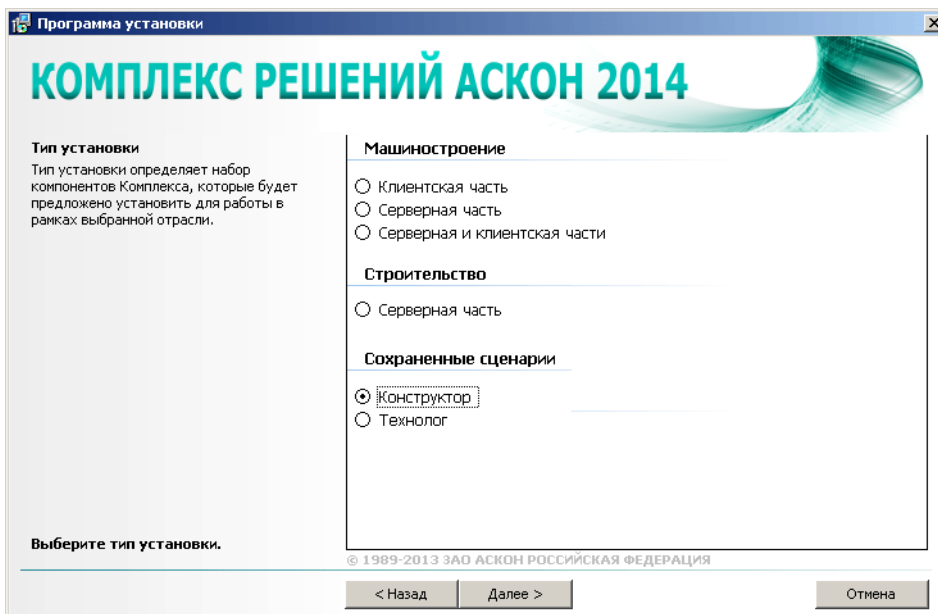 Программа установки
КОМПЛЕКС РЕШЕНИЙ АСКОН 2014
Тип установки
Тип установки определяет набор
компонентов Комплекса, которые будет
предложено установить для работы в
рамках выбранной отрасли.
Машиностроение
Клиентская часть
Серверная часть
Серверная и клиентская части
Строительство
Серверная часть
Сохраненные сценарии
Конструктор
Технолог
Выберите тип установки.
© 1989-2013 ЗАО АСКОН РОССИЙСКАЯ ФЕДЕРАЦИЯ
< Назад
Далее >
Отмена